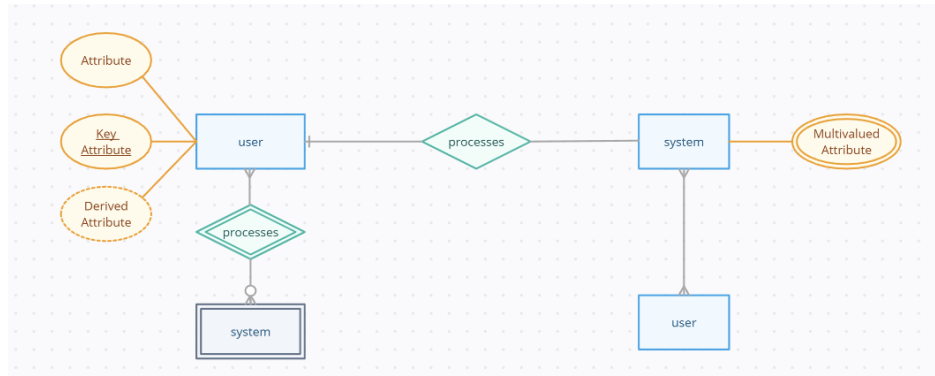 Attribute
Key
Attribute
Derived
Attribute
user
processes
system
Multivalued
Attribute
processes
system
user